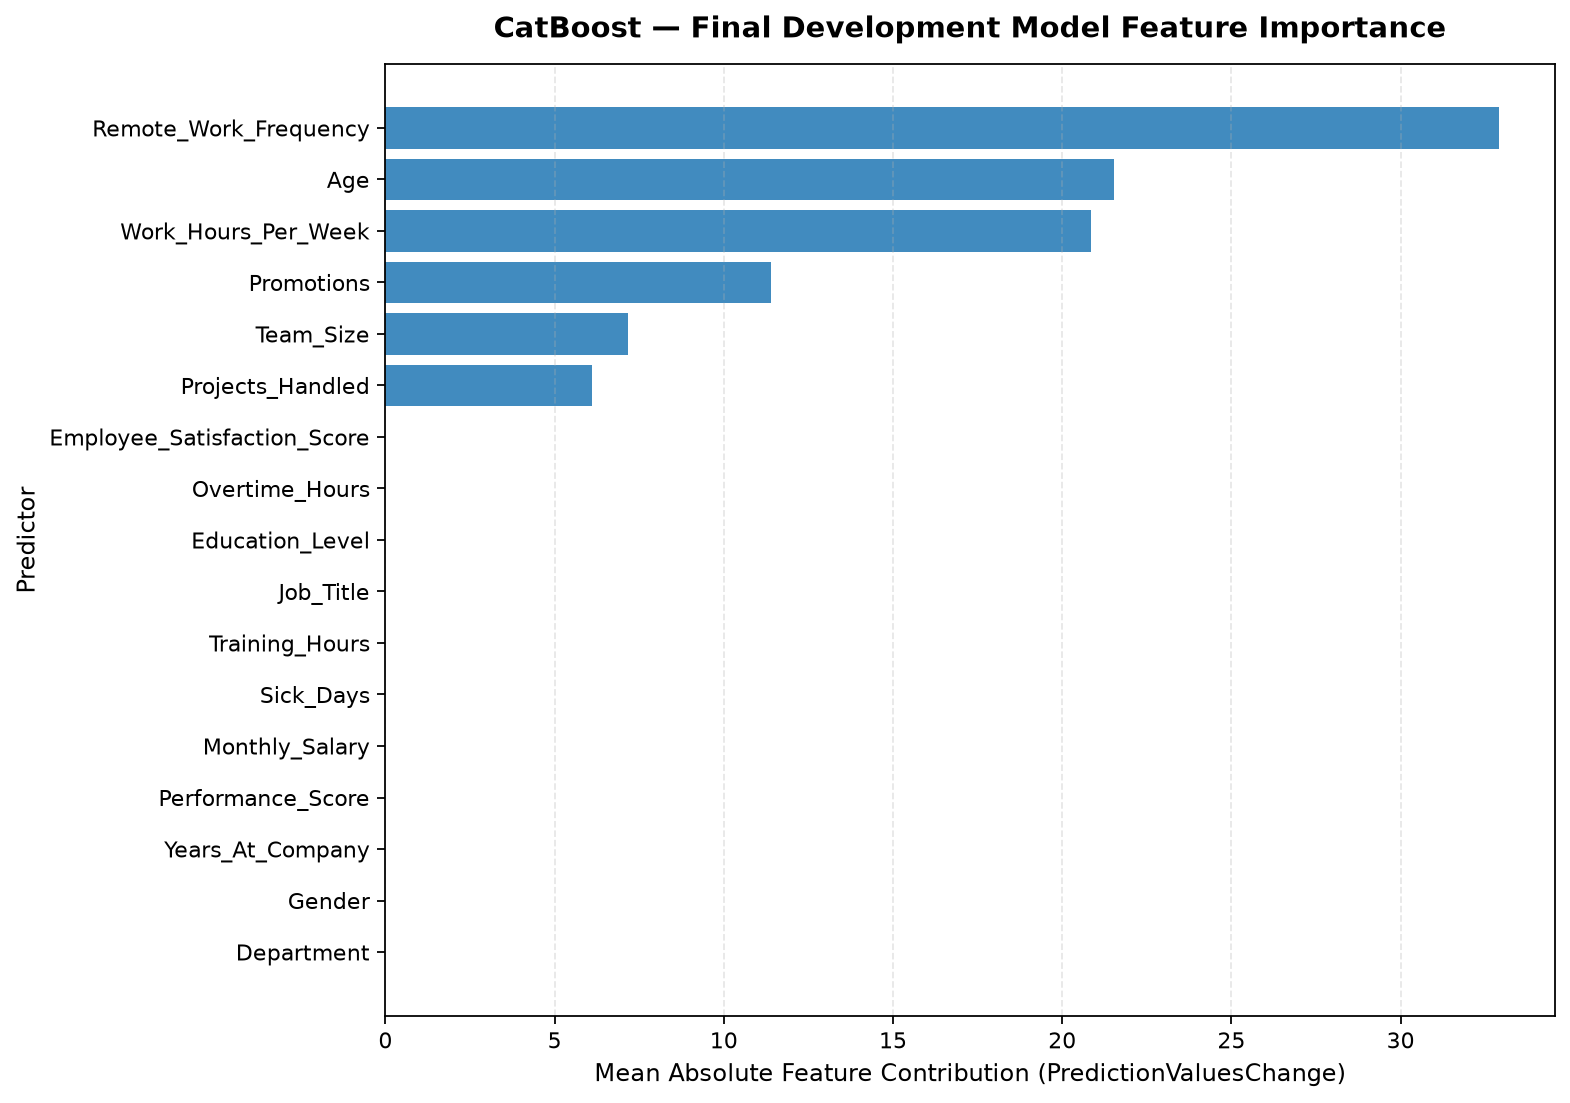 CatBoost — Final Development Model Feature Importance
Remote_Work_Frequency
Age
Work_Hours_Per_Week
Promotions
Team_Size
Projects_Handled
Employee_Satisfaction_Score
Overtime_Hours
Education_Level
Job_Title
Training_Hours
Sick_Days
Monthly_Salary
Performance_Score
Years_At_Company
Gender
Department
Predictor
0 5 10 15 20 25 30
Mean Absolute Feature Contribution (PredictionValuesChange)